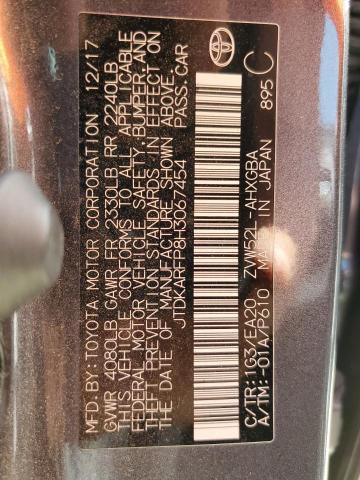 MFD.BY:TOYOTA MOTOR CORPORATION 12/17
GVWR 4080LB GAWR FR 2330LB RR 2240LB
THIS VEHICLE CONFORMS TO ALL APPLICABLE
FEDERAL MOTOR VEHICLE SAFETY,BUMPER,AND
THEFT PREVENTION STANDARDS IN EFFECT ON
THE DATE OF MANUFACTURE SHOWN ABOVE.
JTDKARFP8H3067454 PASS.CAR
C/TR:1G3/EA20 ZVW52L-AHXGBA
A/TM:-01A/P610 MADE IN JAPAN 895 C